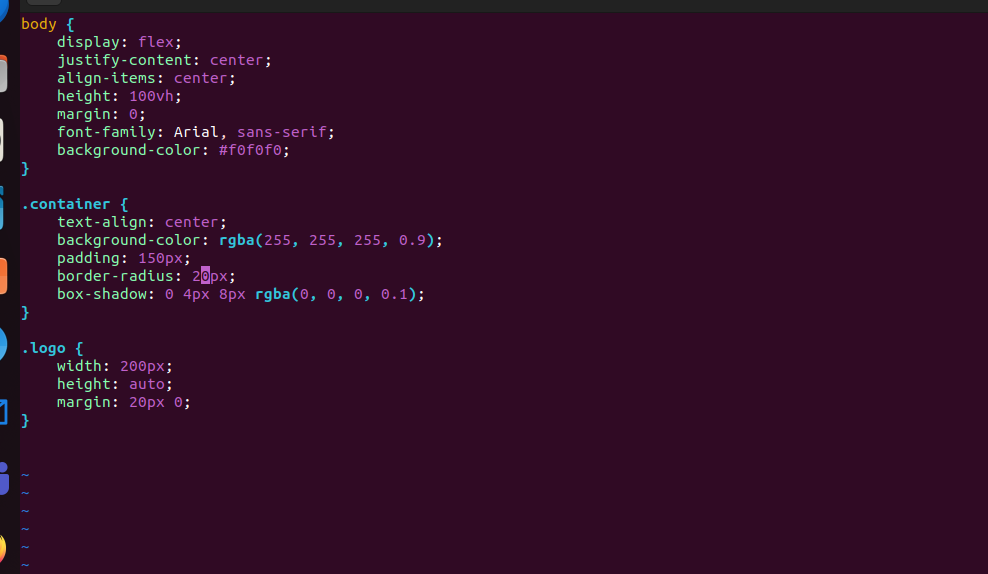 body {
    display: flex;
    justify-content: center;
    align-items: center;
    height: 100vh;
    margin: 0;
    font-family: Arial, sans-serif;
    background-color: #f0f0f0;
}

.container {
    text-align: center;
    background-color: rgba(255, 255, 255, 0.9);
    padding: 150px;
    border-radius: 20px;
    box-shadow: 0 4px 8px rgba(0, 0, 0, 0.1);
}

.logo {
    width: 200px;
    height: auto;
    margin: 20px 0;
}

~
~
~
~
~
~